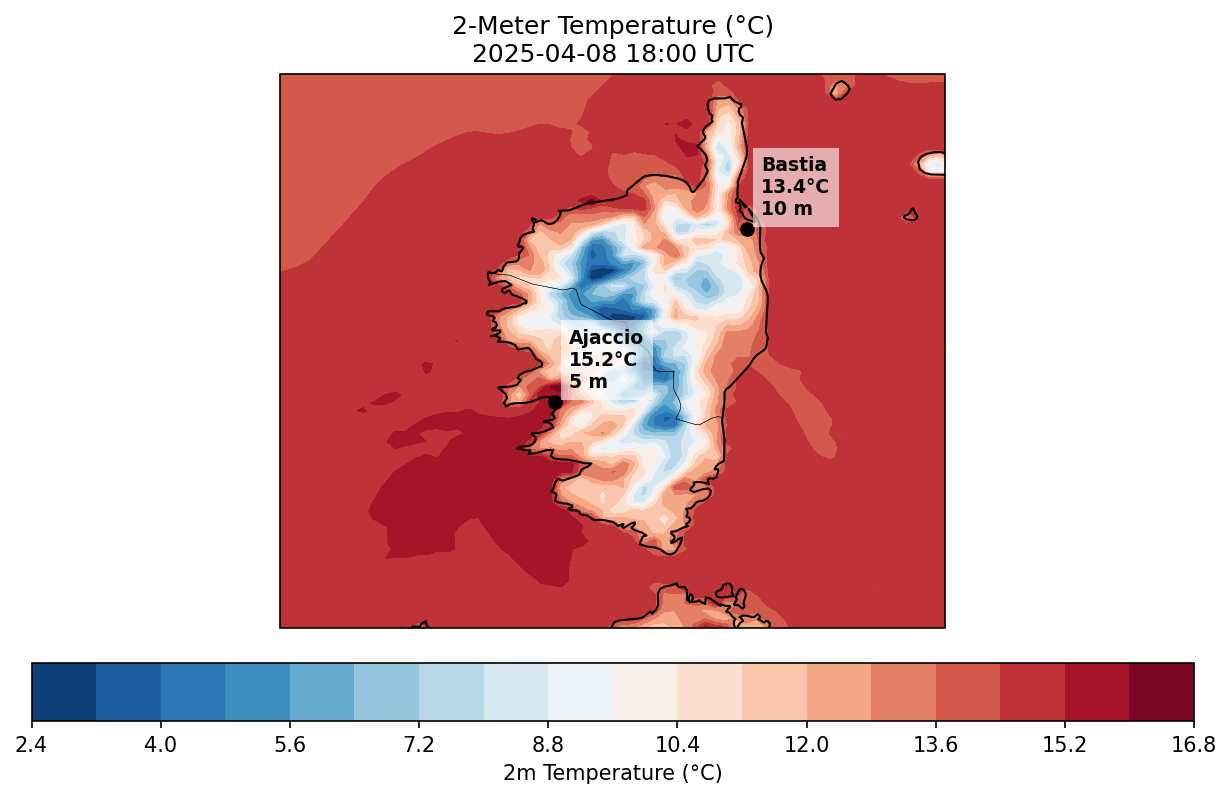 2-Meter Temperature (°C)
2025-04-08 18:00 UTC
Bastia
13.4°C
10 m
Ajaccio
15.2°C
5 m
2.4 4.0 5.6 7.2 8.8 10.4 12.0 13.6 15.2 16.8
2m Temperature (°C)